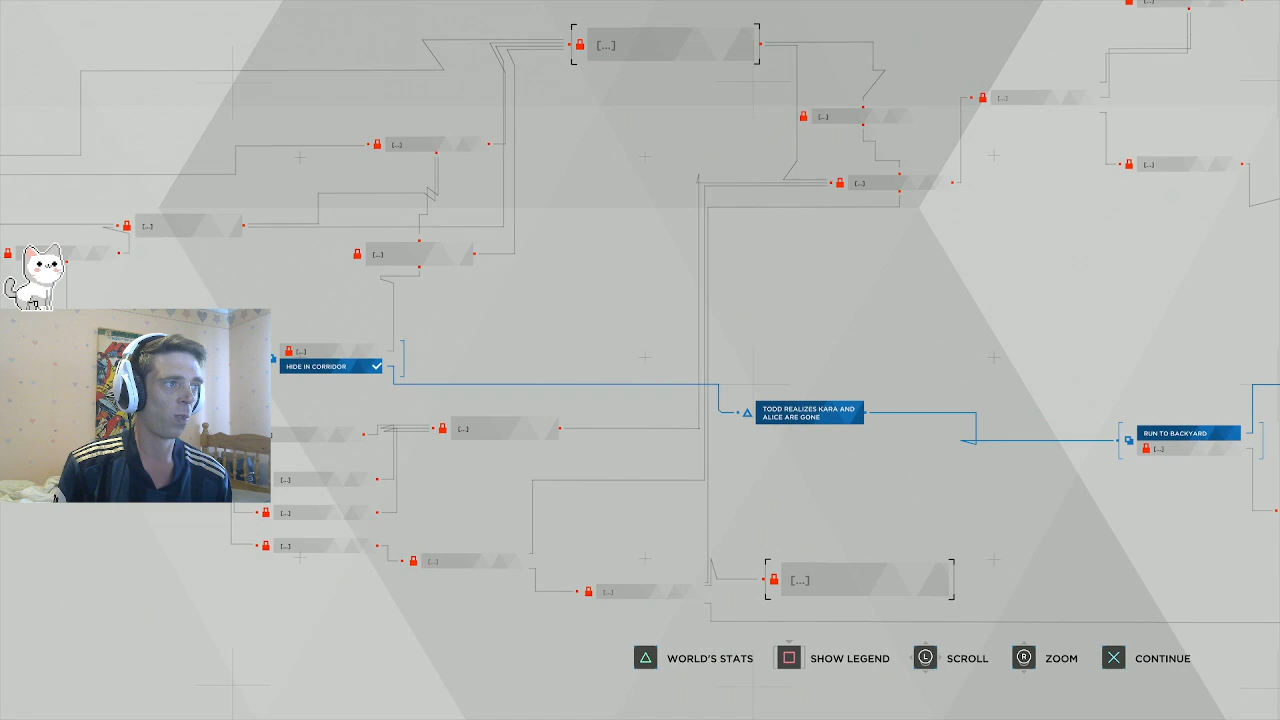 [...]
[...]
[...]
[...]
[...]
[...]
[...]
[...]
[...]
[...]
HIDE IN CORRIDOR
TODD REALIZES KARA AND
ALICE ARE GONE
[...]
RUN TO BACKYARD
[...]
[...]
[...]
[...]
[...]
[...]
[...]
WORLD'S STATS
SHOW LEGEND
L
SCROLL
R
ZOOM
CONTINUE